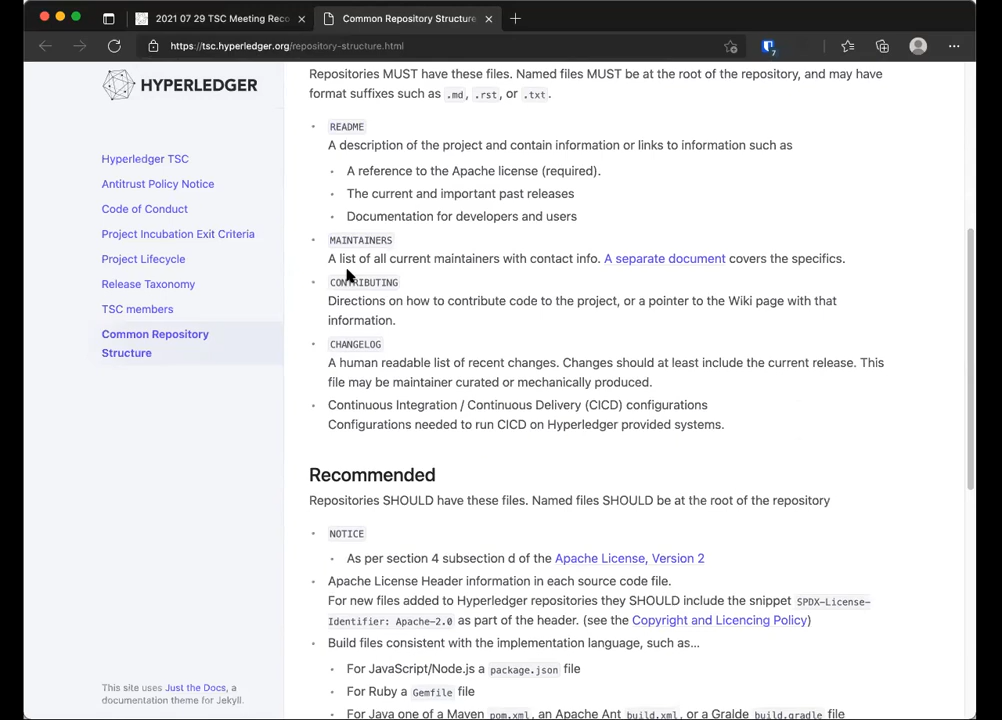 2021 07 29 TSC Meeting Reco
Common Repository Structure
https://tsc.hyperledger.org/repository-structure.html
7
HYPERLEDGER
Hyperledger TSC
Antitrust Policy Notice
Code of Conduct
Project Incubation Exit Criteria
Project Lifecycle
Release Taxonomy
TSC members
Common Repository
Structure
This site uses Just the Docs, a
documentation theme for Jekyll.
Repositories MUST have these files. Named files MUST be at the root of the repository, and may have
format suffixes such as .md, .rst, or .txt.
README
A description of the project and contain information or links to information such as
A reference to the Apache license (required).
The current and important past releases
Documentation for developers and users
MAINTAINERS
A list of all current maintainers with contact info. A separate document covers the specifics.
CONTRIBUTING
Directions on how to contribute code to the project, or a pointer to the Wiki page with that
information.
CHANGELOG
A human readable list of recent changes. Changes should at least include the current release. This
file may be maintainer curated or mechanically produced.
Continuous Integration / Continuous Delivery (CICD) configurations
Configurations needed to run CICD on Hyperledger provided systems.
Recommended
Repositories SHOULD have these files. Named files SHOULD be at the root of the repository
NOTICE
As per section 4 subsection d of the Apache License, Version 2
Apache License Header information in each source code file.
For new files added to Hyperledger repositories they SHOULD include the snippet SPDX-License-
Identifier: Apache-2.0 as part of the header. (see the Copyright and Licencing Policy)
Build files consistent with the implementation language, such as...
For JavaScript/Node.js a package.json file
For Ruby a Gemfile file
For Java one of a Maven pom.xml, an Apache Ant build.xml, or a Gralde build.gradle file